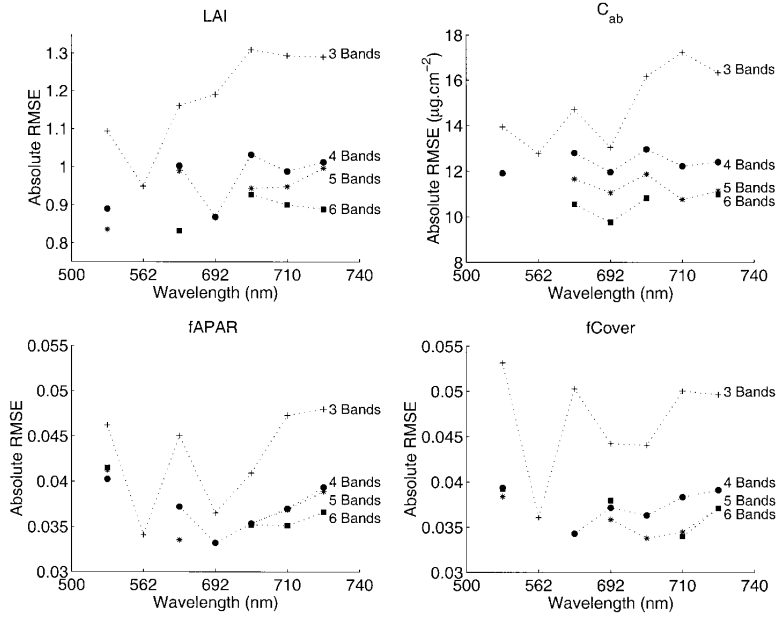 LAI
1.3
1.2
1.1
1
0.9
0.8
Absolute RMSE
3 Bands
4 Bands
5 Bands
6 Bands
500 562 692 710 740
Wavelength (nm)
C_ab
18
16
14
12
10
8
Absolute RMSE (µg.cm⁻²)
3 Bands
4 Bands
5 Bands
6 Bands
500 562 692 710 740
Wavelength (nm)
fAPAR
0.055
0.05
0.045
0.04
0.035
0.03
Absolute RMSE
3 Bands
4 Bands
5 Bands
6 Bands
500 562 692 710 740
Wavelength (nm)
fCover
0.055
0.05
0.045
0.04
0.035
0.03
Absolute RMSE
3 Bands
4 Bands
5 Bands
6 Bands
500 562 692 710 740
Wavelength (nm)